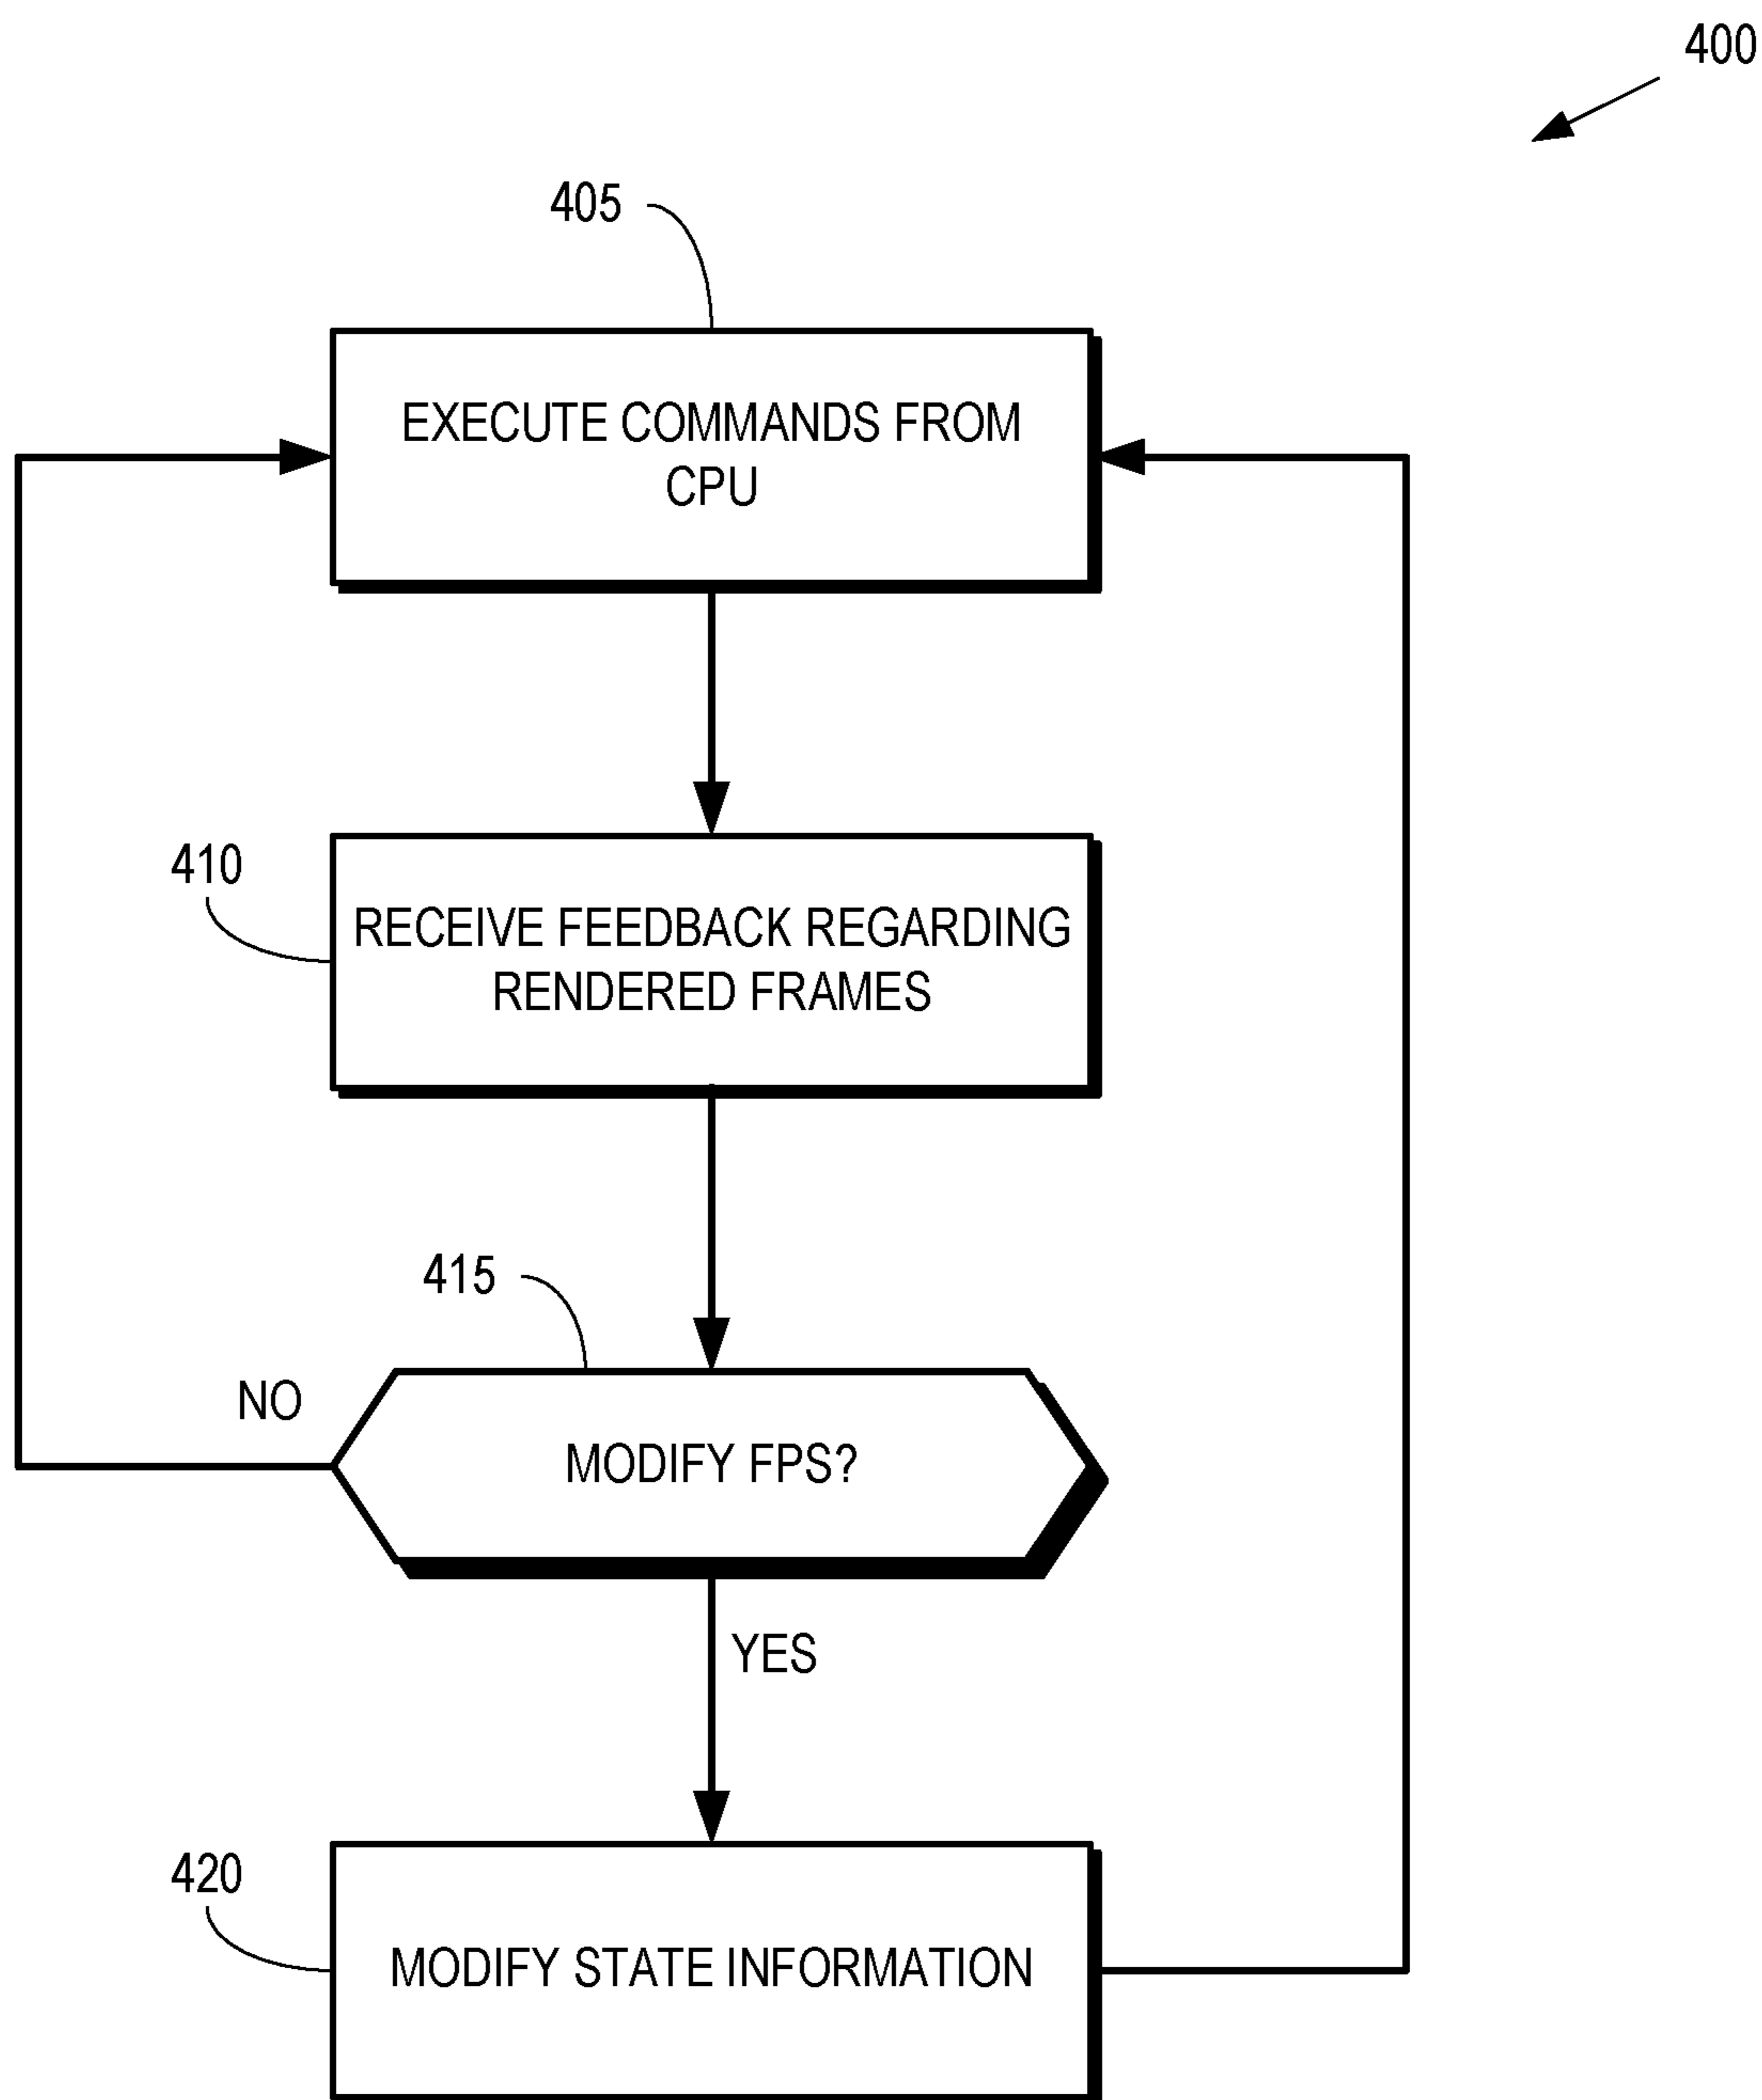 400
405
EXECUTE COMMANDS FROM
CPU
410
RECEIVE FEEDBACK REGARDING
RENDERED FRAMES
415
NO
MODIFY FPS?
YES
420
MODIFY STATE INFORMATION